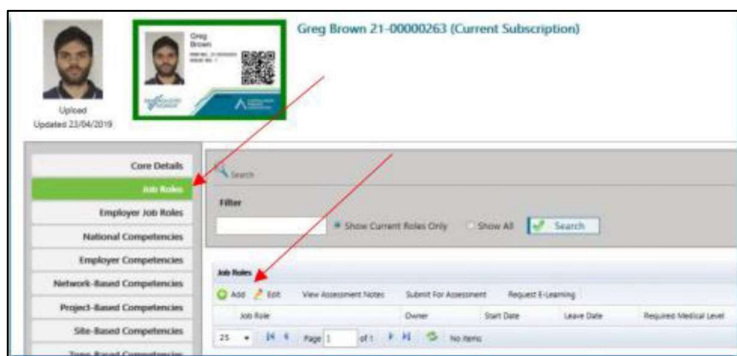 Greg Brown 21-00000263 (Current Subscription)
Greg
Brown
Upload
Updated 23/04/2019
Core Details
Job Roles
Employer Job Roles
National Competencies
Employer Competencies
Network-Based Competencies
Project-Based Competencies
Site-Based Competencies
Zone-Based Competencies
Search
Filter
Show Current Roles Only Show All Search
Job Roles
Add Edit View Assessment Notes Submit For Assessment Request E-Learning
Job Role Owner Start Date Leave Date Required Medical Level
25 Page 1 of 1 No items